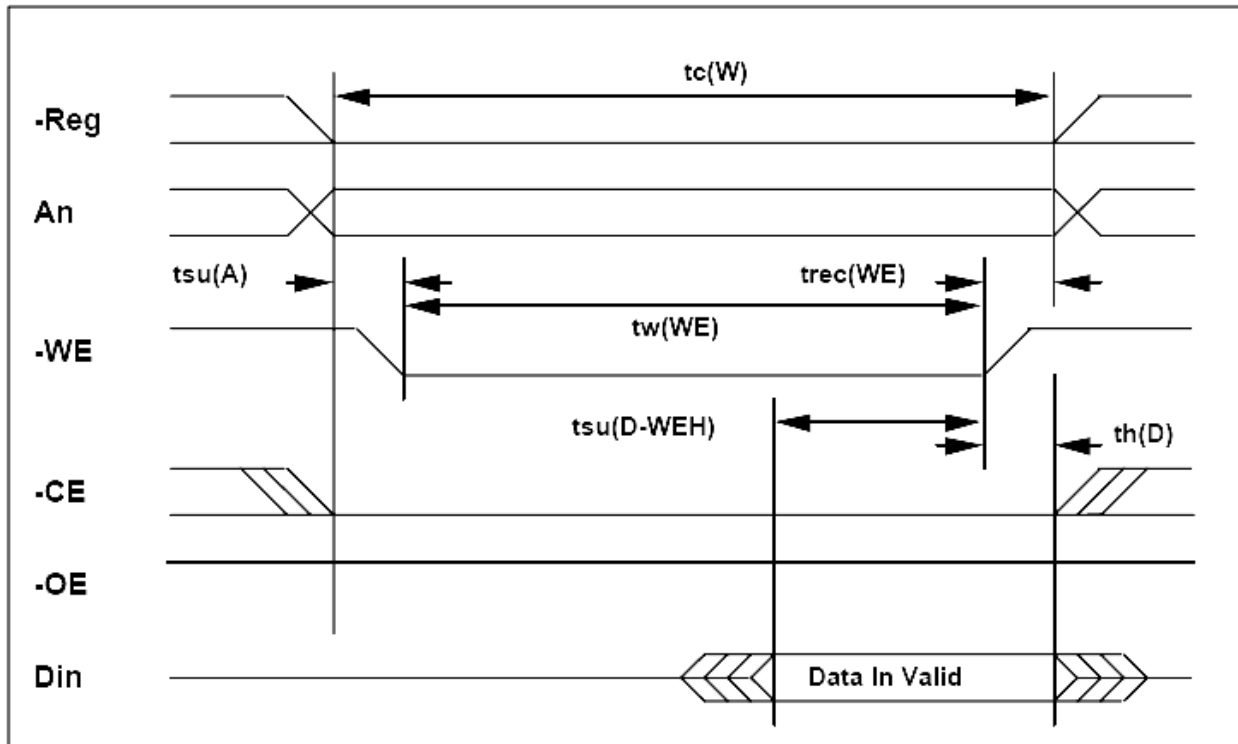 tc(W)
-Reg
An
tsu(A)
trec(WE)
tw(WE)
-WE
tsu(D-WEH)
th(D)
-CE
-OE
Din
Data In Valid